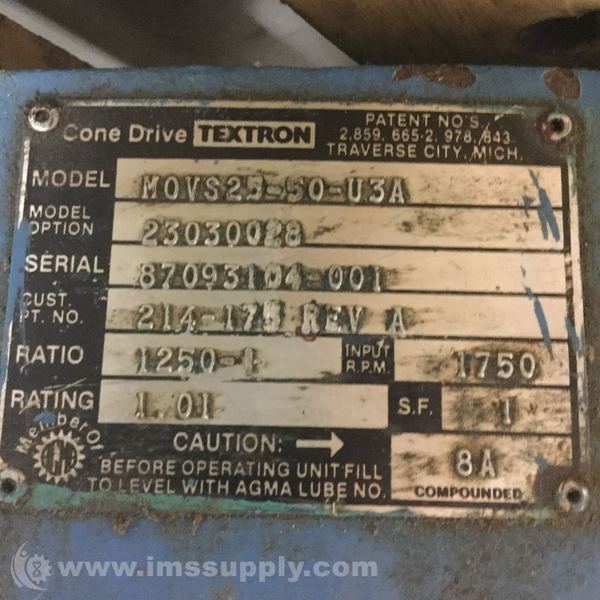 Cone Drive TEXTRON
PATENT NO'S
2,859, 665-2, 978, 843
TRAVERSE CITY, MICH.
MODEL MOVS25-50-U3A
MODEL OPTION 23030028
SERIAL 87093104-001
CUST. PT. NO. 214-175 REV A
RATIO 1250-1 INPUT R.P.M. 1750
RATING 1.01 S.F. 1
Member Of
CAUTION:
BEFORE OPERATING UNIT FILL
TO LEVEL WITH AGMA LUBE NO.
8A
COMPOUNDED
www.imssupply.com